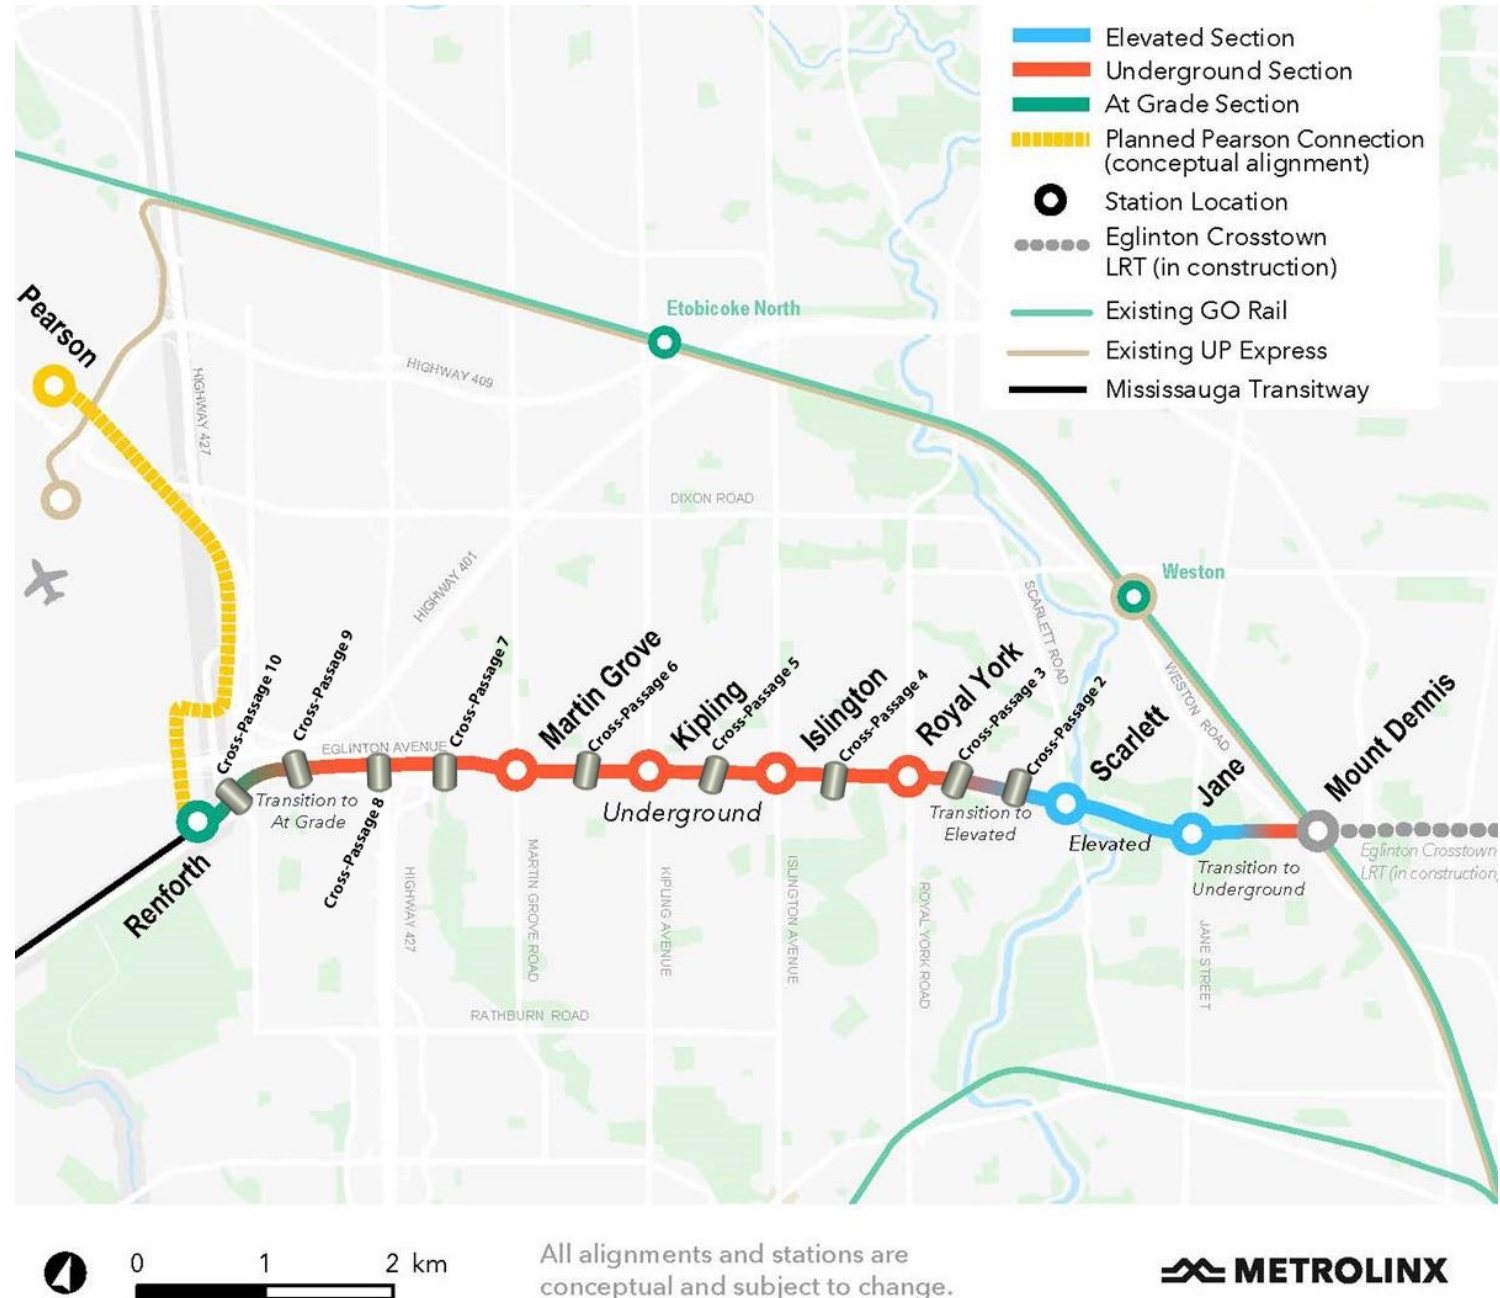 Elevated Section
Underground Section
At Grade Section
Planned Pearson Connection
(conceptual alignment)
Station Location
Eglinton Crosstown
LRT (in construction)
Existing GO Rail
Existing UP Express
Mississauga Transitway
Pearson
HIGHWAY 427
HIGHWAY 409
Etobicoke North
DIXON ROAD
HIGHWAY 401
Weston
SCARLETT ROAD
WESTON ROAD
Cross-Passage 10
Cross-Passage 9
EGLINTON AVENUE
Cross-Passage 7
Martin Grove
Cross-Passage 6
Kipling
Cross-Passage 5
Islington
Cross-Passage 4
Royal York
Cross-Passage 3
Cross-Passage 2
Scarlett
Jane
Mount Dennis
Transition to
At Grade
Underground
Transition to
Elevated
Elevated
Transition to
Underground
Eglinton Crosstown
LRT (in construction)
Renforth
Cross-Passage 8
HIGHWAY 427
MARTIN GROVE ROAD
KIPLING AVENUE
ISLINGTON AVENUE
ROYAL YORK ROAD
JANE STREET
RATHBURN ROAD
0 1 2 km
All alignments and stations are
conceptual and subject to change.
METROLINX